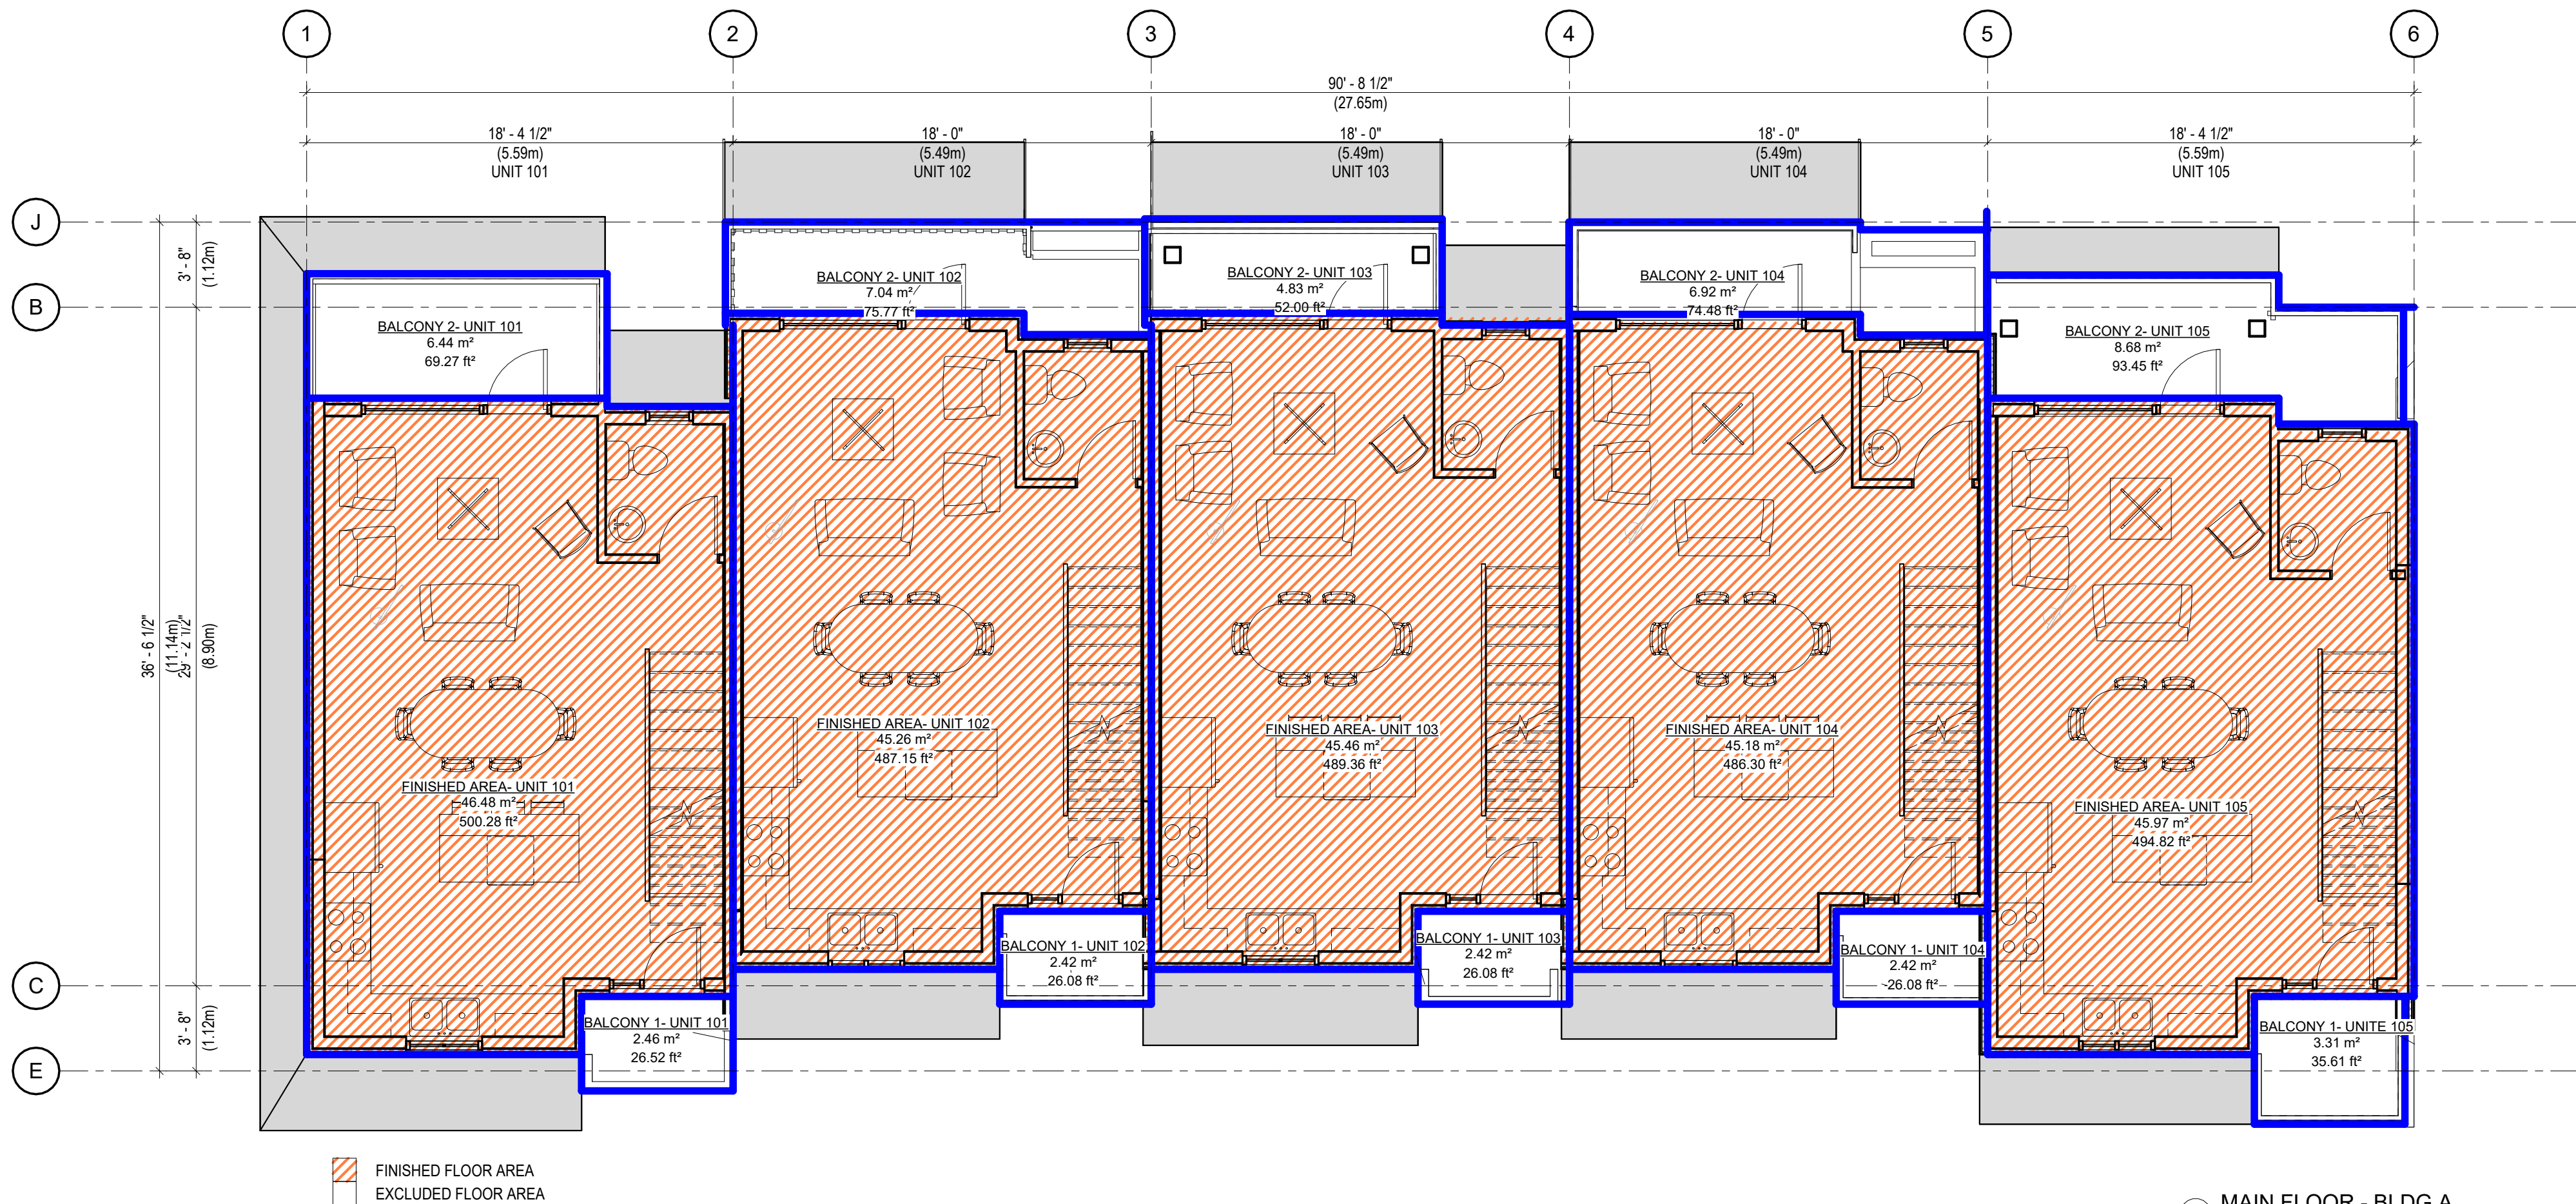 1
2
3
4
5
6
90' - 8 1/2"
(27.65m)
18' - 4 1/2"
(5.59m)
UNIT 101
18' - 0"
(5.49m)
UNIT 102
18' - 0"
(5.49m)
UNIT 103
18' - 0"
(5.49m)
UNIT 104
18' - 4 1/2"
(5.59m)
UNIT 105
J
B
C
E
3' - 8"
(1.12m)
36' - 6 1/2"
(11.14m)
29' - 2 1/2"
(8.90m)
3' - 8"
(1.12m)
BALCONY 2- UNIT 101
6.44 m²
69.27 ft²
BALCONY 2- UNIT 102
7.04 m²
75.77 ft²
BALCONY 2- UNIT 103
4.83 m²
52.00 ft²
BALCONY 2- UNIT 104
6.92 m²
74.48 ft²
BALCONY 2- UNIT 105
8.68 m²
93.45 ft²
FINISHED AREA- UNIT 101
46.48 m²
500.28 ft²
FINISHED AREA- UNIT 102
45.26 m²
487.15 ft²
FINISHED AREA- UNIT 103
45.46 m²
489.36 ft²
FINISHED AREA- UNIT 104
45.18 m²
486.30 ft²
FINISHED AREA- UNIT 105
45.97 m²
494.82 ft²
BALCONY 1- UNIT 101
2.46 m²
26.52 ft²
BALCONY 1- UNIT 102
2.42 m²
26.08 ft²
BALCONY 1- UNIT 103
2.42 m²
26.08 ft²
BALCONY 1- UNIT 104
2.42 m²
26.08 ft²
BALCONY 1- UNITE 105
3.31 m²
35.61 ft²
FINISHED FLOOR AREA
EXCLUDED FLOOR AREA
MAIN FLOOR - BLDG A